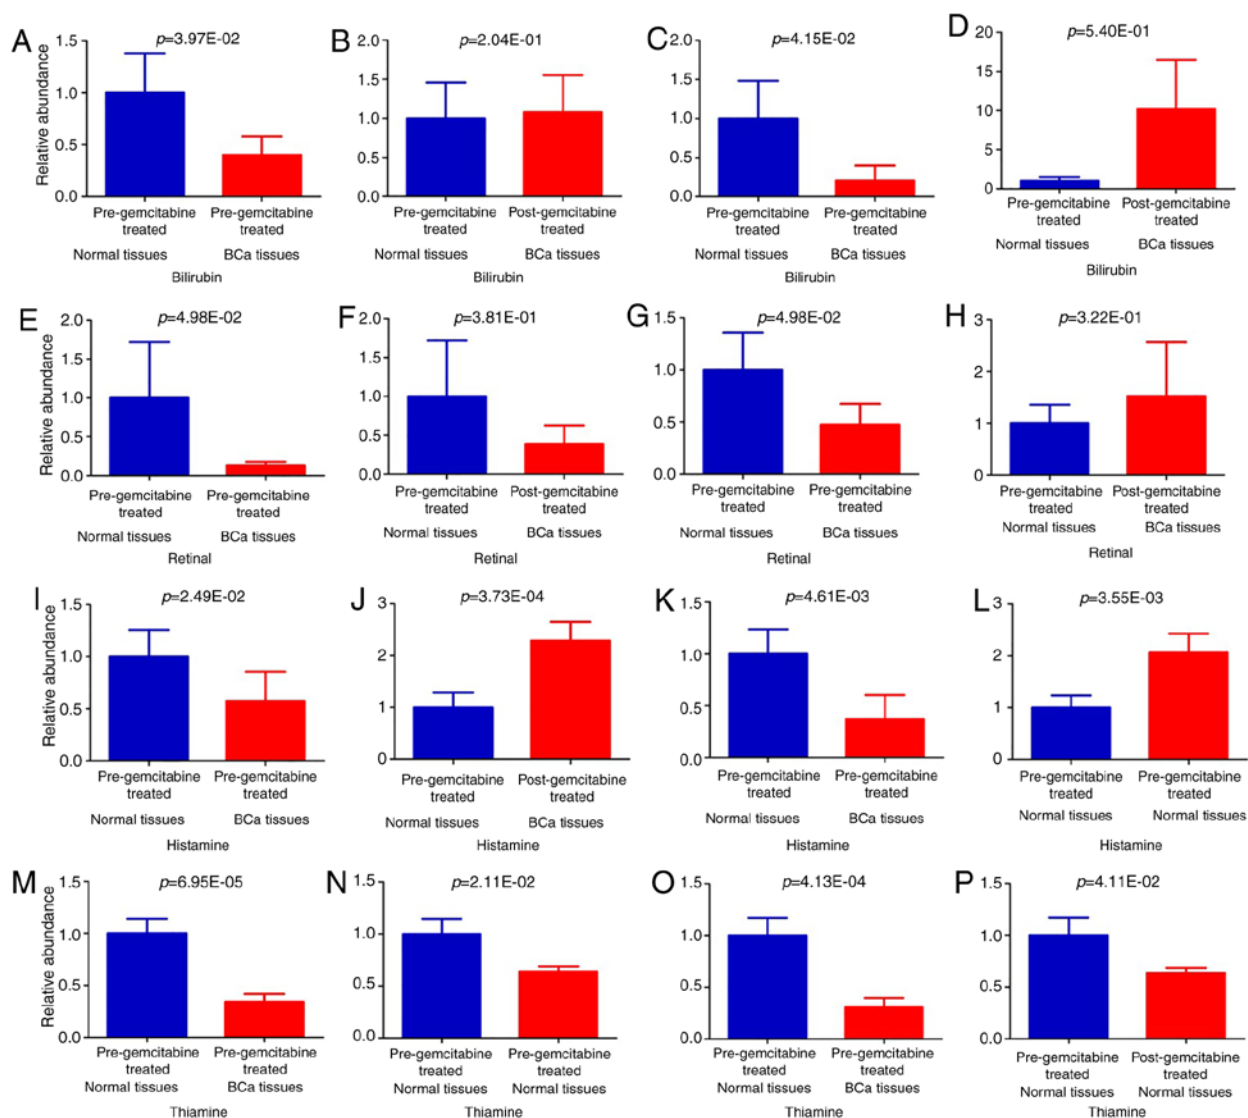 A
p=3.97E-02
Relative abundance
1.5
1.0
0.5
0.0
Pre-gemcitabine treated
Pre-gemcitabine treated
Normal tissues
BCa tissues
Bilirubin
B
p=2.04E-01
2.0
1.5
1.0
0.5
0.0
Pre-gemcitabine treated
Post-gemcitabine treated
Normal tissues
BCa tissues
Bilirubin
C
p=4.15E-02
2.0
1.5
1.0
0.5
0.0
Pre-gemcitabine treated
Pre-gemcitabine treated
Normal tissues
BCa tissues
Bilirubin
D
p=5.40E-01
20
15
10
5
0
Pre-gemcitabine treated
Post-gemcitabine treated
Normal tissues
BCa tissues
Bilirubin
E
p=4.98E-02
Relative abundance
2.0
1.5
1.0
0.5
0.0
Pre-gemcitabine treated
Pre-gemcitabine treated
Normal tissues
BCa tissues
Retinal
F
p=3.81E-01
2.0
1.5
1.0
0.5
0.0
Pre-gemcitabine treated
Post-gemcitabine treated
Normal tissues
BCa tissues
Retinal
G
p=4.98E-02
1.5
1.0
0.5
0.0
Pre-gemcitabine treated
Pre-gemcitabine treated
Normal tissues
BCa tissues
Retinal
H
p=3.22E-01
3
2
1
0
Pre-gemcitabine treated
Post-gemcitabine treated
Normal tissues
BCa tissues
Retinal
I
p=2.49E-02
Relative abundance
1.5
1.0
0.5
0.0
Pre-gemcitabine treated
Pre-gemcitabine treated
Normal tissues
BCa tissues
Histamine
J
p=3.73E-04
3
2
1
0
Pre-gemcitabine treated
Post-gemcitabine treated
Normal tissues
BCa tissues
Histamine
K
p=4.61E-03
1.5
1.0
0.5
0.0
Pre-gemcitabine treated
Pre-gemcitabine treated
Normal tissues
BCa tissues
Histamine
L
p=3.55E-03
3
2
1
0
Pre-gemcitabine treated
Pre-gemcitabine treated
Normal tissues
Normal tissues
Histamine
M
p=6.95E-05
Relative abundance
1.5
1.0
0.5
0.0
Pre-gemcitabine treated
Pre-gemcitabine treated
Normal tissues
BCa tissues
Thiamine
N
p=2.11E-02
1.5
1.0
0.5
0.0
Pre-gemcitabine treated
Pre-gemcitabine treated
Normal tissues
Normal tissues
Thiamine
O
p=4.13E-04
1.5
1.0
0.5
0.0
Pre-gemcitabine treated
Pre-gemcitabine treated
Normal tissues
BCa tissues
Thiamine
P
p=4.11E-02
1.5
1.0
0.5
0.0
Pre-gemcitabine treated
Post-gemcitabine treated
Normal tissues
Normal tissues
Thiamine